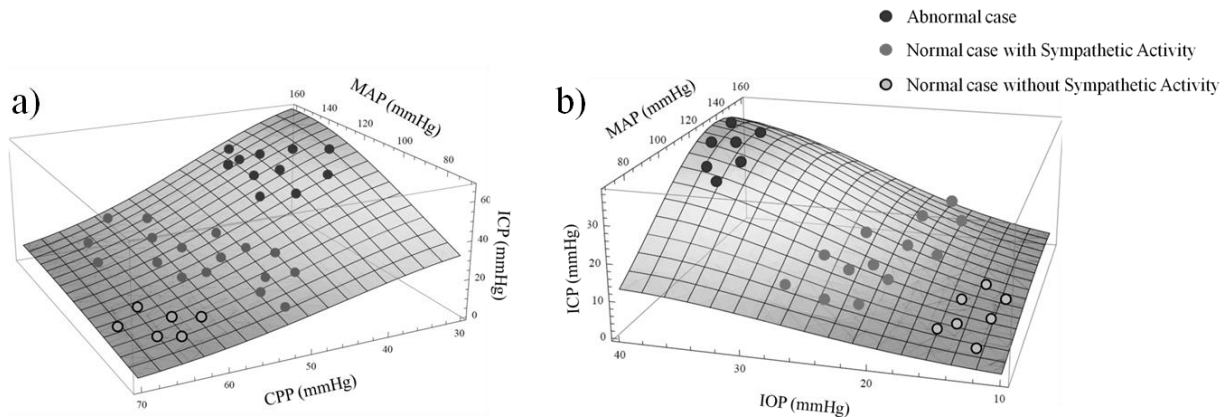 Abnormal case
Normal case with Sympathetic Activity
Normal case without Sympathetic Activity
a)
MAP (mmHg)
160
140
120
100
80
60
40
20
0
ICP (mmHg)
70
60
50
40
30
CPP (mmHg)
b)
MAP (mmHg)
160
140
120
100
80
30
20
10
0
ICP (mmHg)
40
30
20
10
IOP (mmHg)